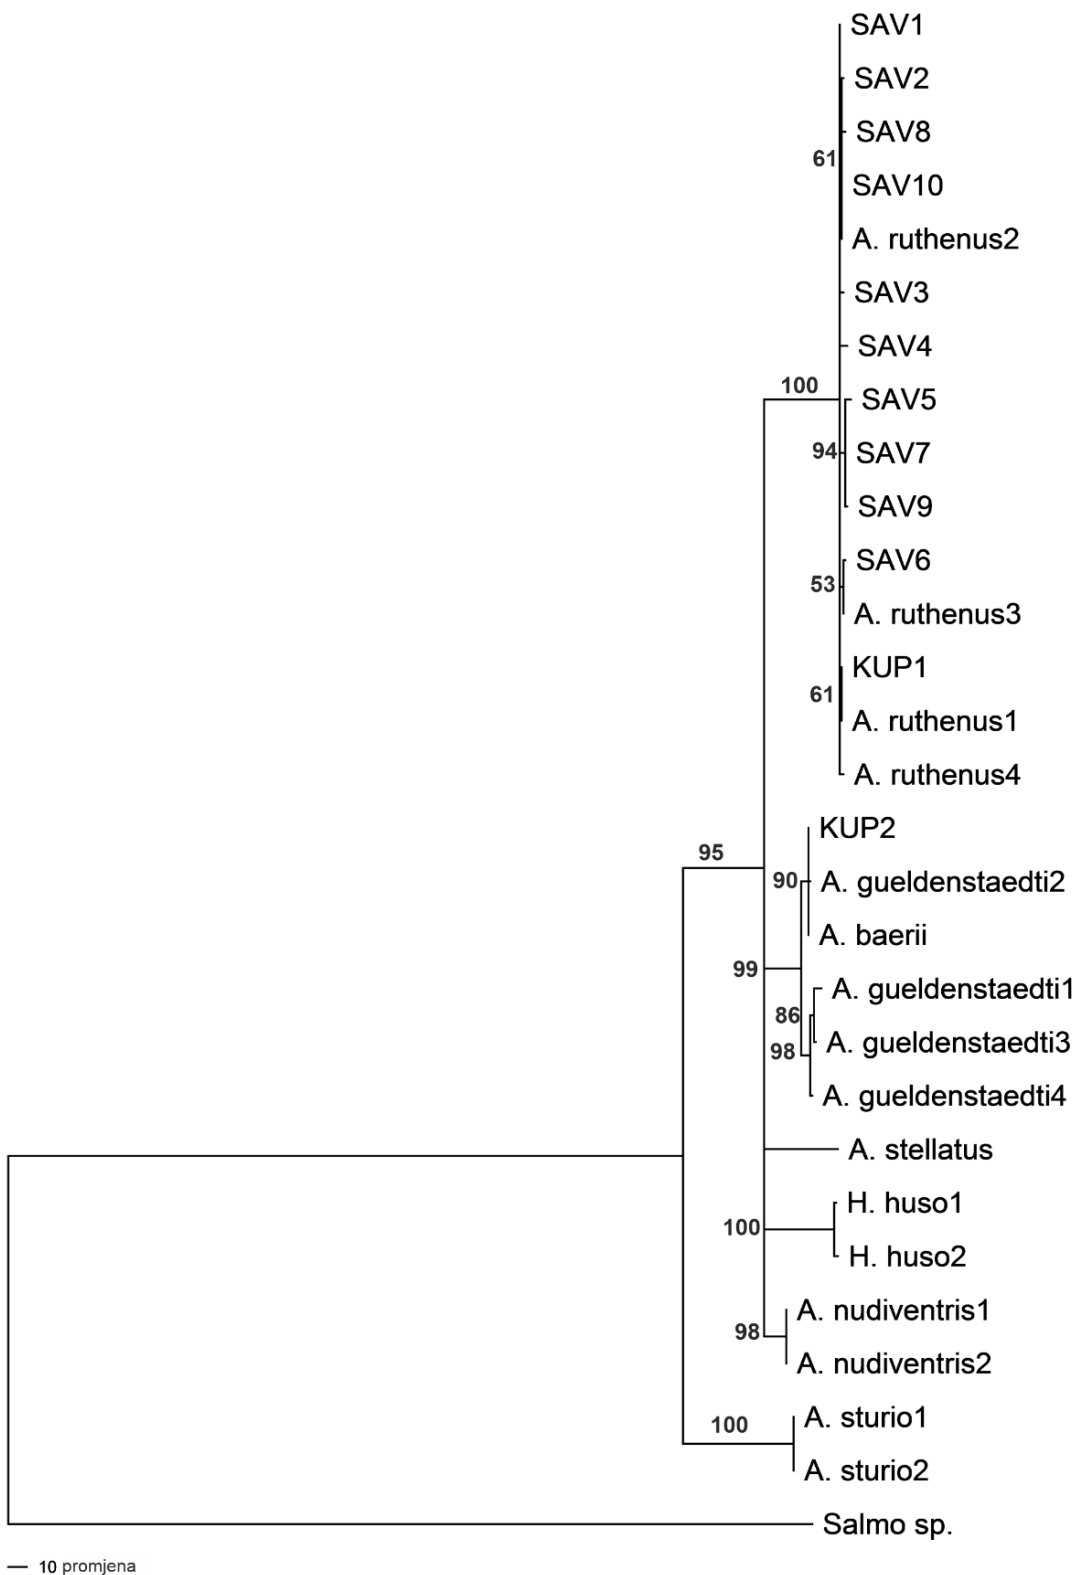 SAV1
SAV2
SAV8
61
SAV10
A. ruthenus2
SAV3
SAV4
100
SAV5
94
SAV7
SAV9
SAV6
53
A. ruthenus3
KUP1
61
A. ruthenus1
A. ruthenus4
KUP2
95
90
A. gueldenstaedti2
A. baerii
99
A. gueldenstaedti1
86
A. gueldenstaedti3
98
A. gueldenstaedti4
A. stellatus
H. huso1
100
H. huso2
A. nudiventris1
98
A. nudiventris2
A. sturio1
100
A. sturio2
Salmo sp.
10 promjena